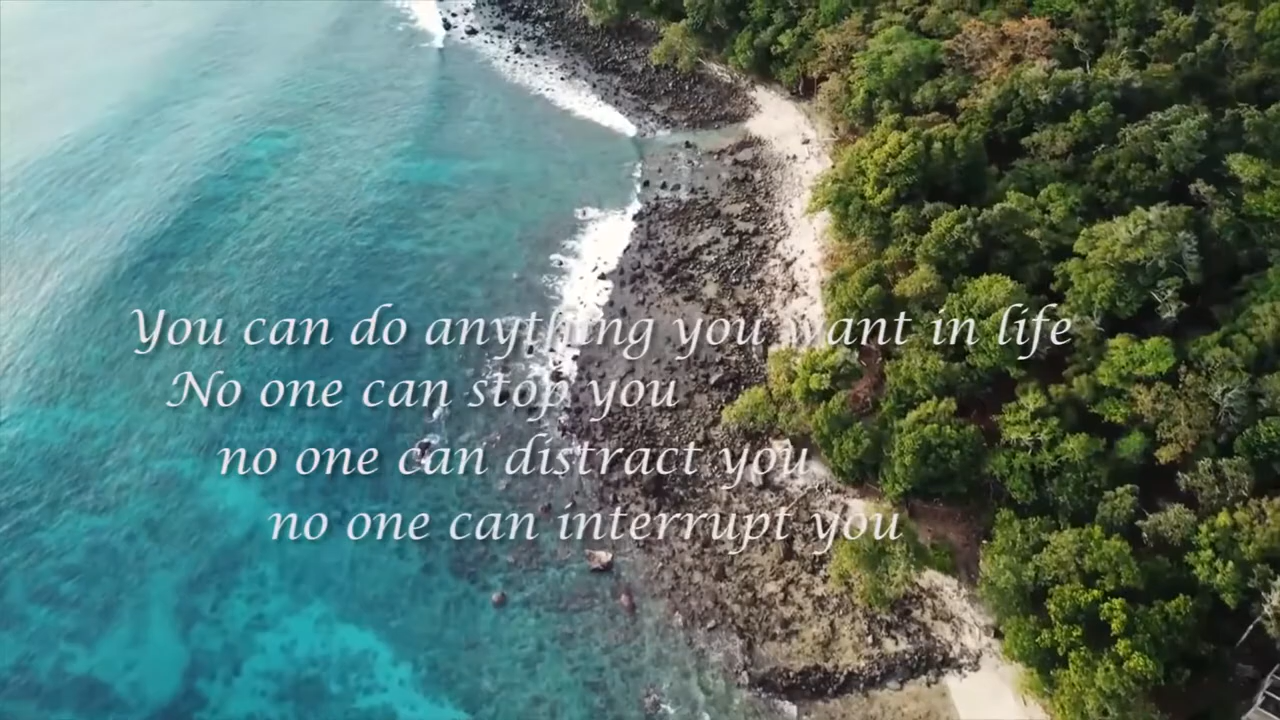 You can do anything you want in life
No one can stop you
no one can distract you
no one can interrupt you